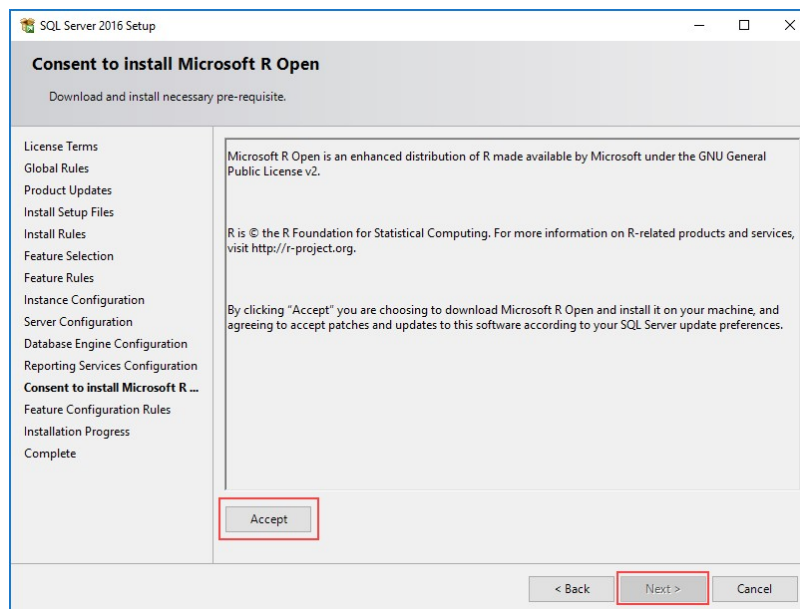 SQL Server 2016 Setup
Consent to install Microsoft R Open
Download and install necessary pre-requisite.
License Terms
Global Rules
Product Updates
Install Setup Files
Install Rules
Feature Selection
Feature Rules
Instance Configuration
Server Configuration
Database Engine Configuration
Reporting Services Configuration
Consent to install Microsoft R ...
Feature Configuration Rules
Installation Progress
Complete
Microsoft R Open is an enhanced distribution of R made available by Microsoft under the GNU General
Public License v2.
R is © the R Foundation for Statistical Computing. For more information on R-related products and services,
visit http://r-project.org.
By clicking "Accept" you are choosing to download Microsoft R Open and install it on your machine, and
agreeing to accept patches and updates to this software according to your SQL Server update preferences.
Accept
< Back
Next >
Cancel